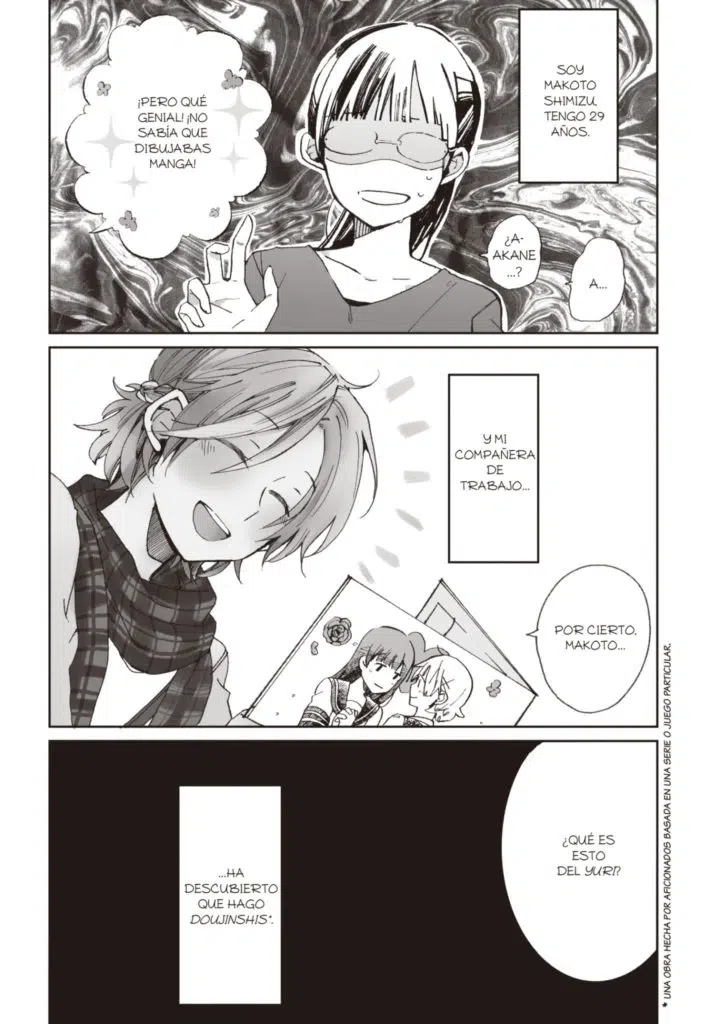 SOY
MAKOTO
SHIMIZU.
TENGO 29
AÑOS.
¡PERO QUÉ
GENIAL! ¡NO
SABÍA QUE
DIBUJABAS
MANGA!
¿A-
AKANE
...?
A...
Y MI
COMPAÑERA
DE
TRABAJO...
POR CIERTO,
MAKOTO...
¿QUÉ ES
ESTO
DEL YURI?
...HA
DESCUBIERTO
QUE HAGO
DOUJINSHIS*.
* UNA OBRA HECHA POR AFICIONADOS BASADA EN UNA SERIE O JUEGO PARTICULAR.